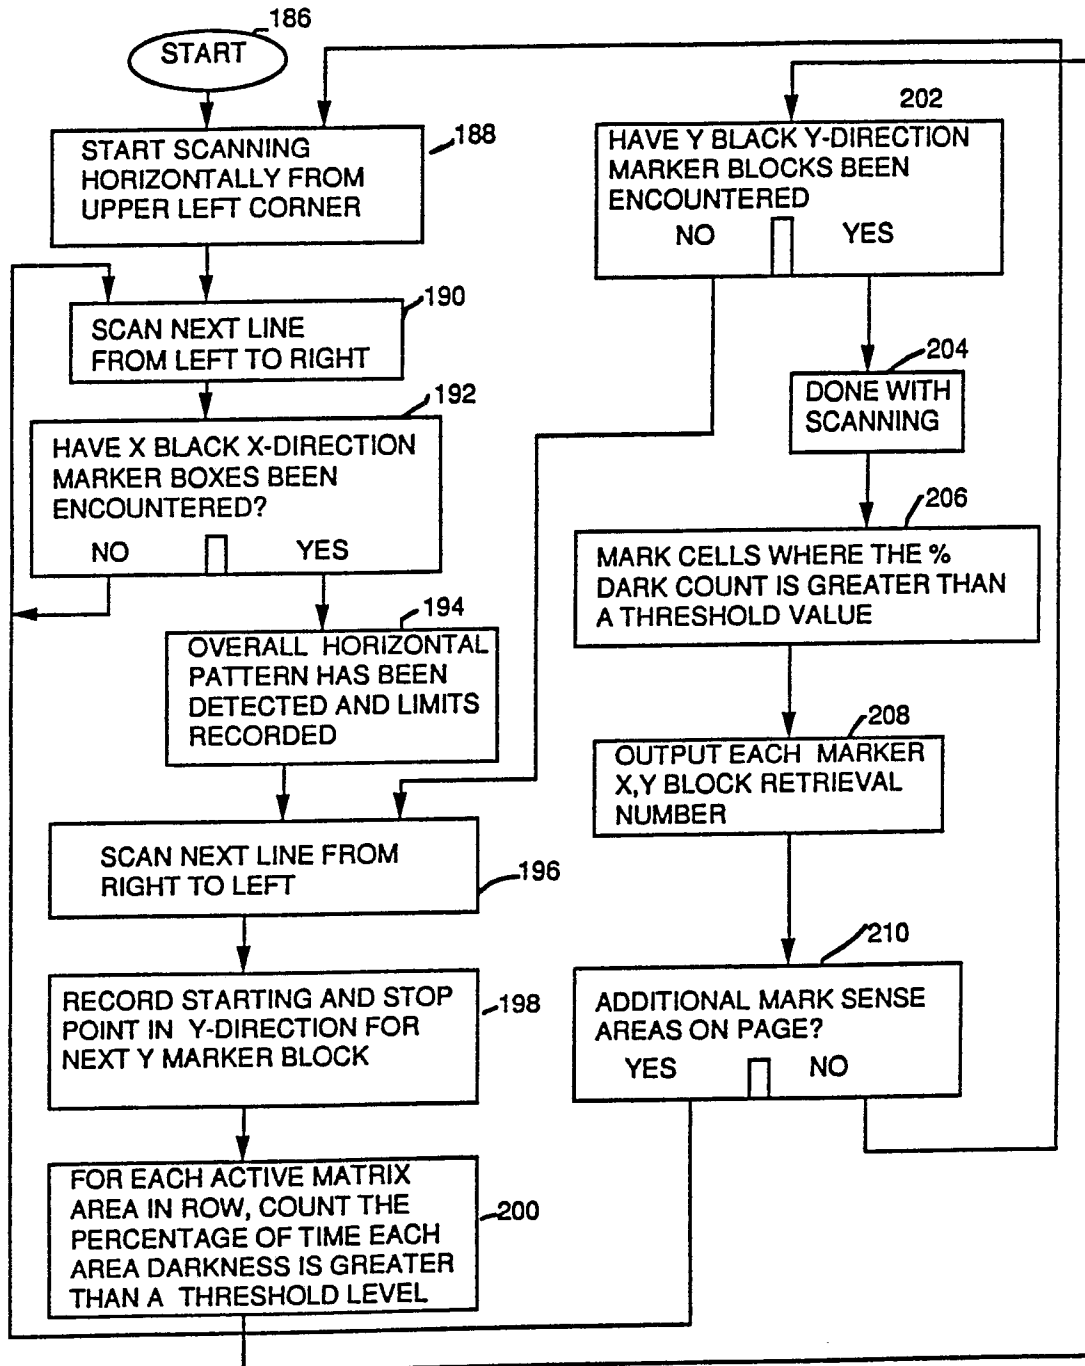 186
START
188
START SCANNING
HORIZONTALLY FROM
UPPER LEFT CORNER
190
SCAN NEXT LINE
FROM LEFT TO RIGHT
192
HAVE X BLACK X-DIRECTION
MARKER BOXES BEEN
ENCOUNTERED?
NO YES
194
OVERALL HORIZONTAL
PATTERN HAS BEEN
DETECTED AND LIMITS
RECORDED
SCAN NEXT LINE FROM
RIGHT TO LEFT
196
RECORD STARTING AND STOP
POINT IN Y-DIRECTION FOR
NEXT Y MARKER BLOCK
198
FOR EACH ACTIVE MATRIX
AREA IN ROW, COUNT THE
PERCENTAGE OF TIME EACH
AREA DARKNESS IS GREATER
THAN A THRESHOLD LEVEL
200
202
HAVE Y BLACK Y-DIRECTION
MARKER BLOCKS BEEN
ENCOUNTERED
NO YES
204
DONE WITH
SCANNING
206
MARK CELLS WHERE THE %
DARK COUNT IS GREATER THAN
A THRESHOLD VALUE
208
OUTPUT EACH MARKER
X,Y BLOCK RETRIEVAL
NUMBER
210
ADDITIONAL MARK SENSE
AREAS ON PAGE?
YES NO